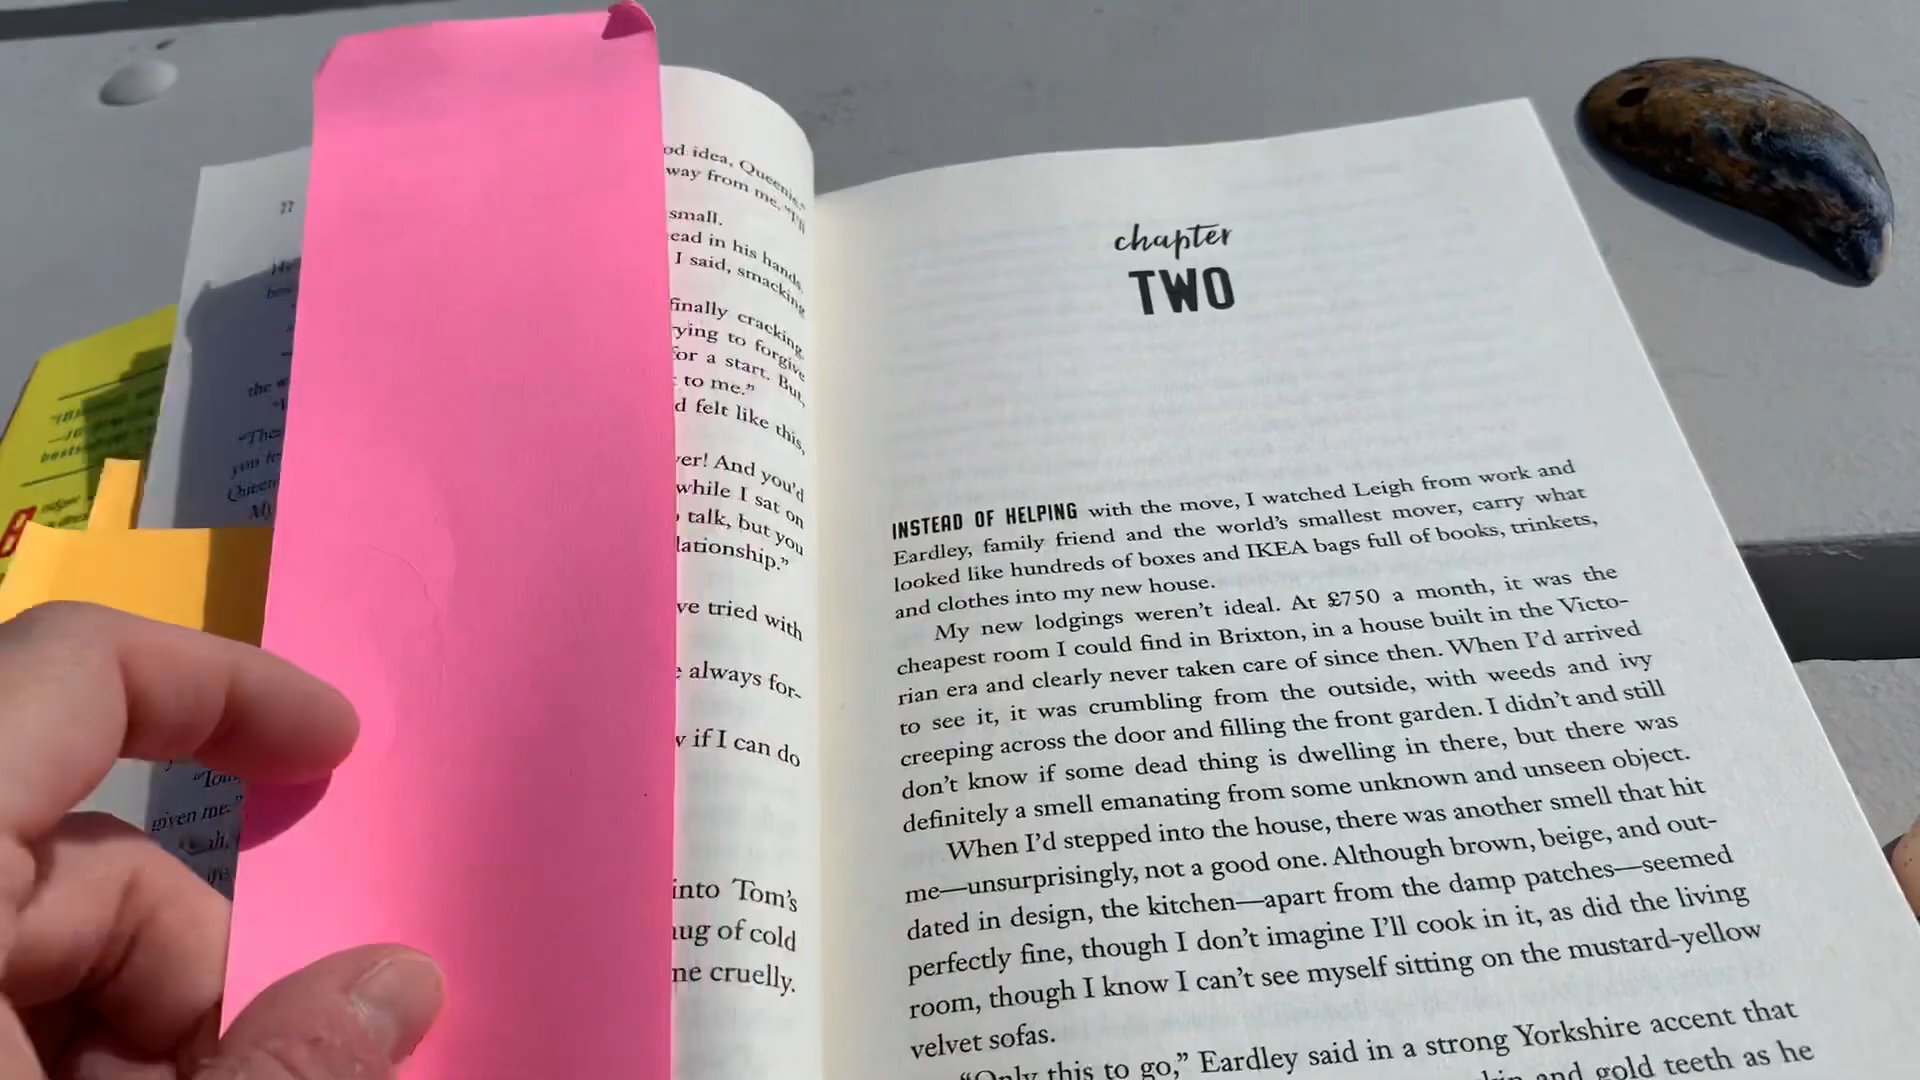 the w
"Thes
Queen
My
given me."
od idea, Queenie,"
way from me. "I'll
small.
ead in his hands.
I said, smacking
finally cracking.
ying to forgive
for a start. But,
to me."
d felt like this,
ver! And you'd
while I sat on
talk, but you
lationship."
ve tried with
always for-
if I can do
into Tom's
ug of cold
ne cruelly.
chapter
TWO
INSTEAD OF HELPING with the move, I watched Leigh from work and
Eardley, family friend and the world's smallest mover, carry what
looked like hundreds of boxes and IKEA bags full of books, trinkets,
and clothes into my new house.
My new lodgings weren't ideal. At £750 a month, it was the
cheapest room I could find in Brixton, in a house built in the Victo-
rian era and clearly never taken care of since then. When I'd arrived
to see it, it was crumbling from the outside, with weeds and ivy
creeping across the door and filling the front garden. I didn't and still
don't know if some dead thing is dwelling in there, but there was
definitely a smell emanating from some unknown and unseen object.
When I'd stepped into the house, there was another smell that hit
me—unsurprisingly, not a good one. Although brown, beige, and out-
dated in design, the kitchen—apart from the damp patches—seemed
perfectly fine, though I don't imagine I'll cook in it, as did the living
room, though I know I can't see myself sitting on the mustard-yellow
velvet sofas.
"Only this to go," Eardley said in a strong Yorkshire accent that
and gold teeth as he